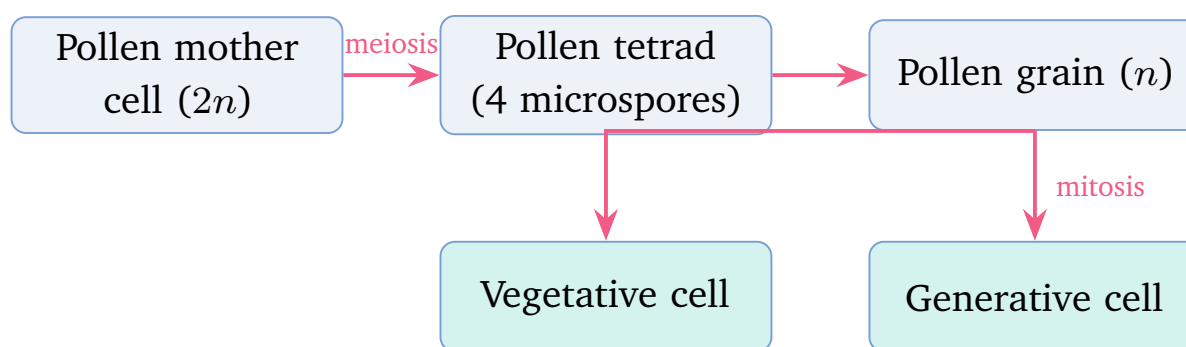 Pollen mother
cell (2n)
meiosis
Pollen tetrad
(4 microspores)
Pollen grain (n)
mitosis
Vegetative cell
Generative cell